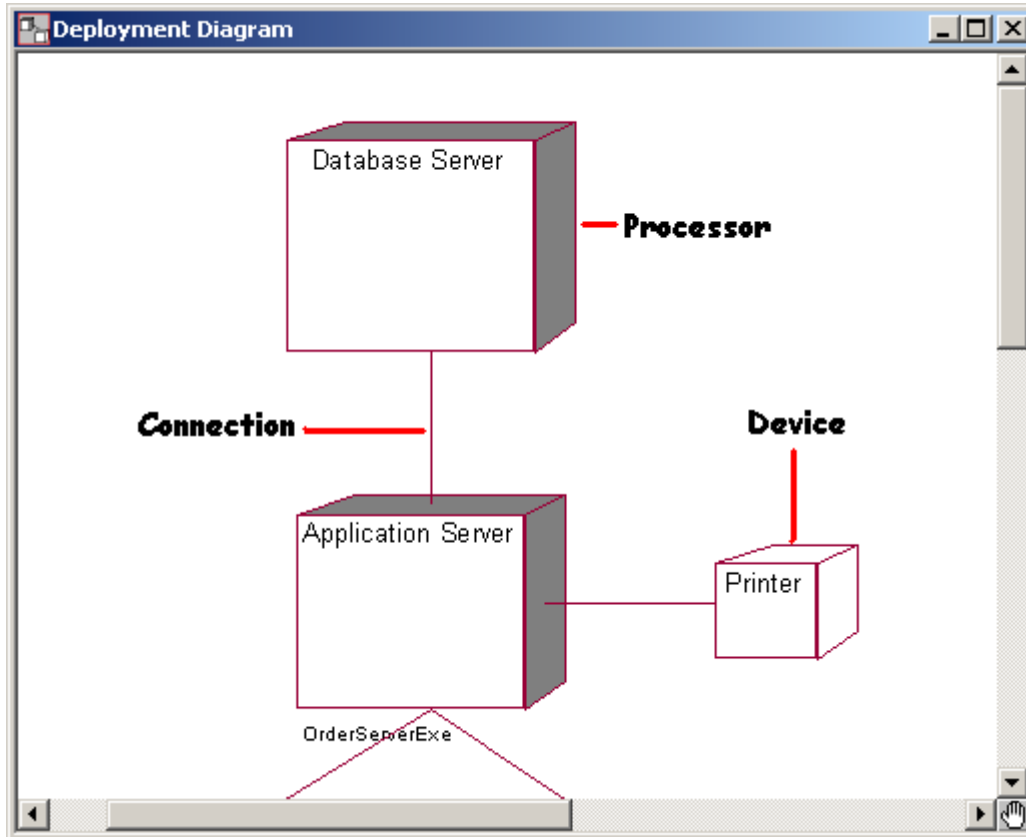 Deployment Diagram
Database Server
Processor
Connection
Device
Application Server
Printer
OrderServerExe